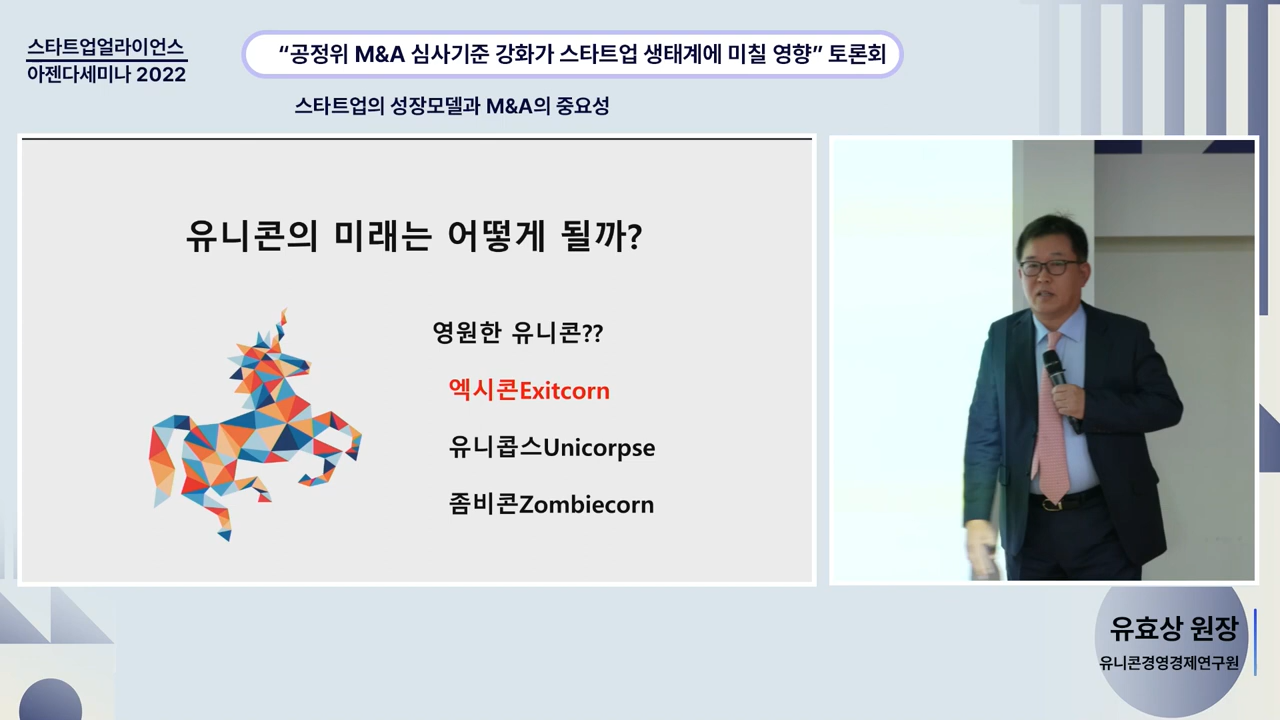 스타트업얼라이언스
아젠다세미나 2022
“공정위 M&A 심사기준 강화가 스타트업 생태계에 미칠 영향” 토론회
스타트업의 성장모델과 M&A의 중요성
유니콘의 미래는 어떻게 될까?
영원한 유니콘??
엑시콘Exitcorn
유니콥스Unicorpse
좀비콘Zombiecorn
유효상 원장
유니콘경영경제연구원